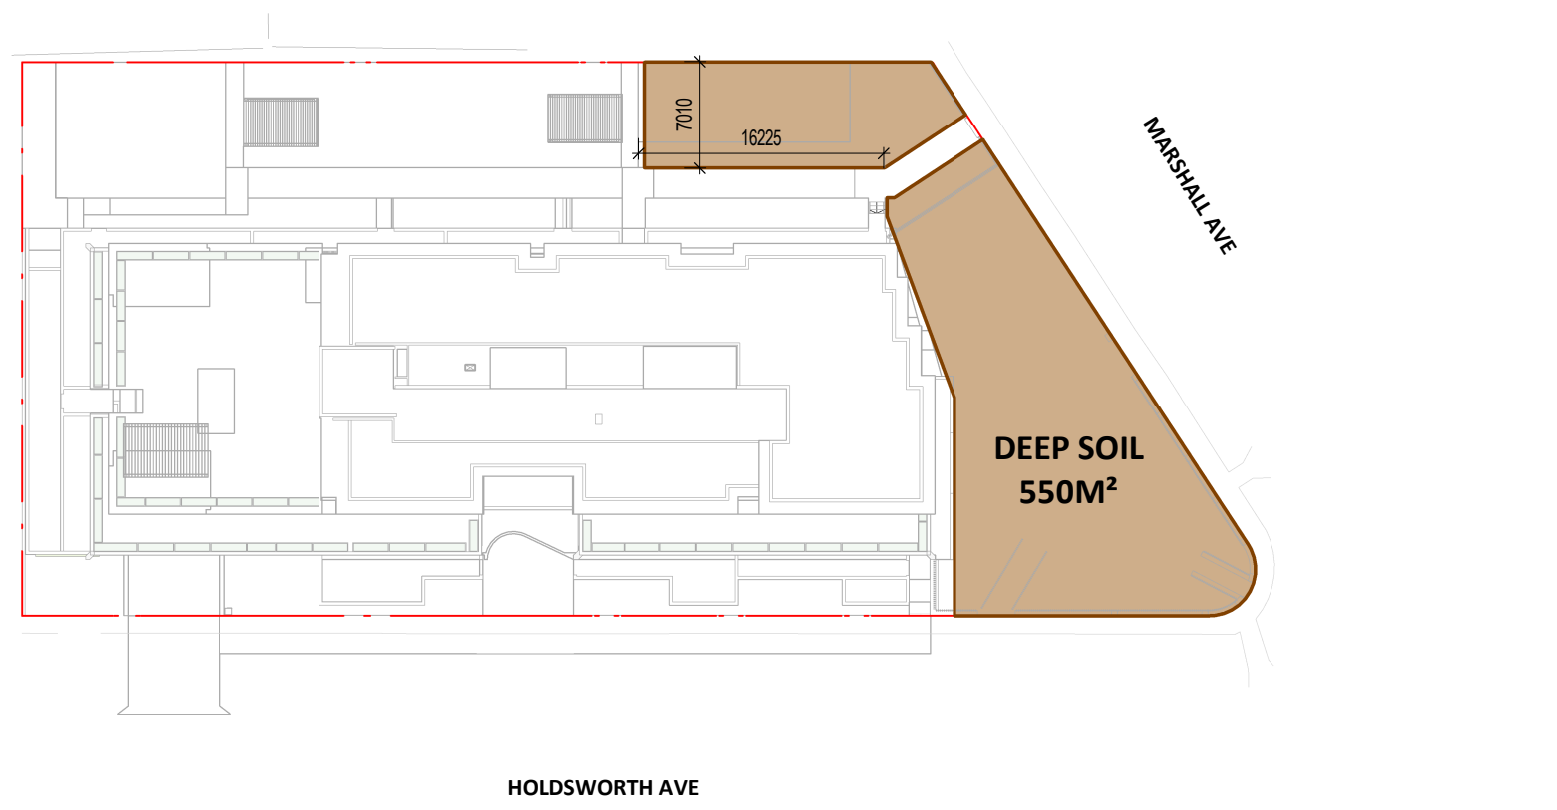 7010
16225
MARSHALL AVE
DEEP SOIL
550M²
HOLDSWORTH AVE